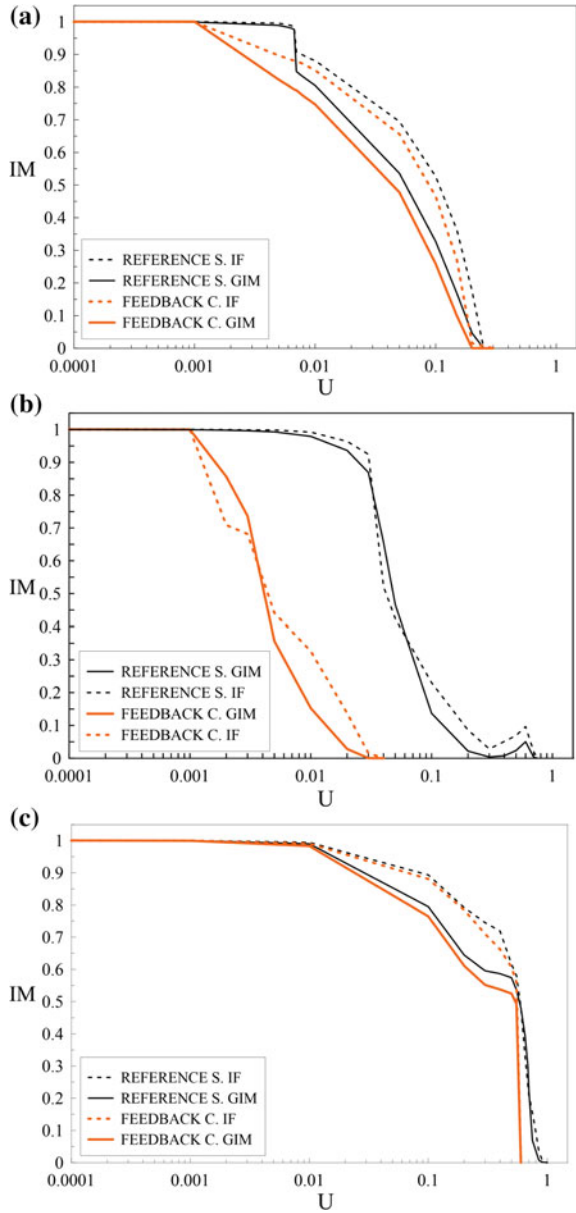 (a)
1
0.9
0.8
0.7
0.6
IM
0.5
0.4
0.3
0.2
0.1
0
REFERENCE S. IF
REFERENCE S. GIM
FEEDBACK C. IF
FEEDBACK C. GIM
0.0001 0.001 0.01 0.1 1
U
(b)
1
0.9
0.8
0.7
0.6
IM
0.5
0.4
0.3
0.2
0.1
0
REFERENCE S. GIM
REFERENCE S. IF
FEEDBACK C. GIM
FEEDBACK C. IF
0.0001 0.001 0.01 0.1 1
U
(c)
1
0.9
0.8
0.7
0.6
IM
0.5
0.4
0.3
0.2
0.1
0
REFERENCE S. IF
REFERENCE S. GIM
FEEDBACK C. IF
FEEDBACK C. GIM
0.0001 0.001 0.01 0.1 1
U